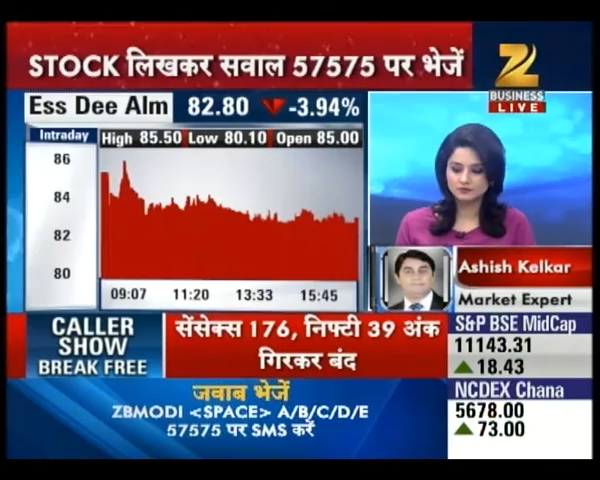 STOCK लिखकर सवाल 57575 पर भेजें
Z
BUSINESS
LIVE
Ess Dee Alm 82.80 -3.94%
Intraday High 85.50 Low 80.10 Open 85.00
86
84
82
80
09:07 11:20 13:33 15:45
Ashish Kelkar
Market Expert
CALLER
SHOW
BREAK FREE
सेंसेक्स 176, निफ्टी 39 अंक
गिरकर बंद
S&P BSE MidCap
11143.31
18.43
जवाब भेजें
ZBMODI <SPACE> A/B/C/D/E
57575 पर SMS करें
NCDEX Chana
5678.00
73.00